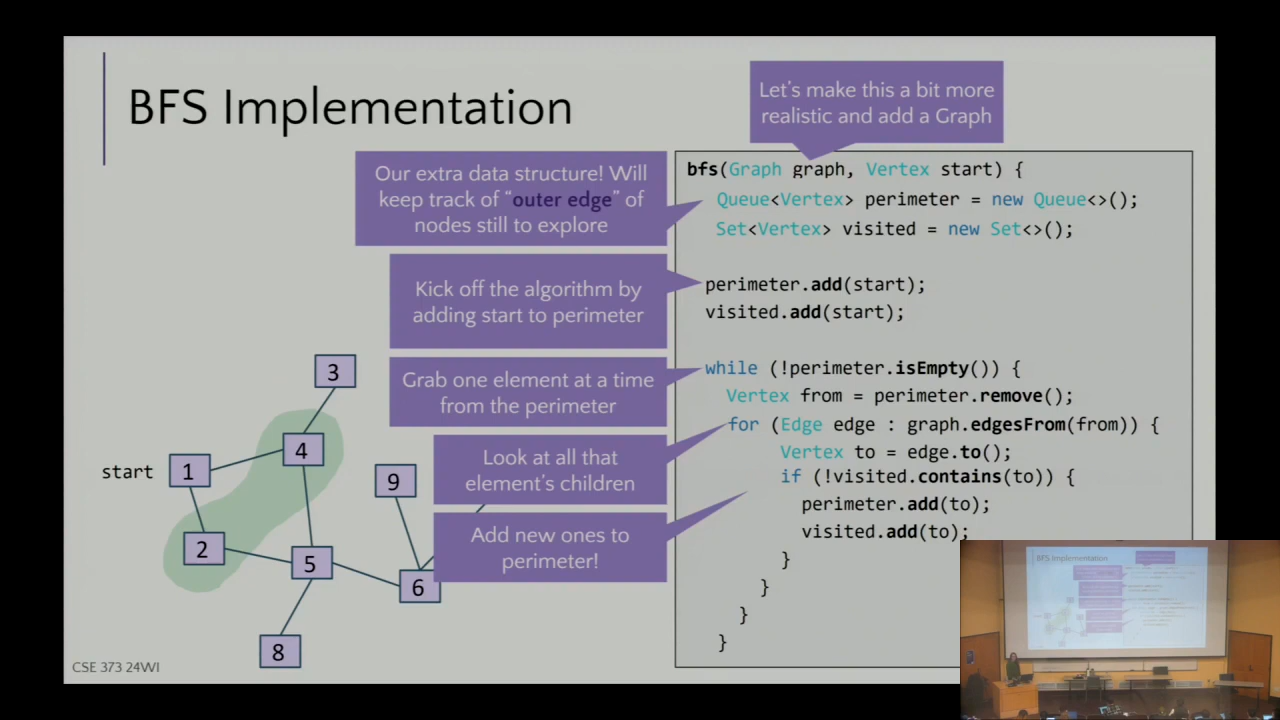 BFS Implementation
Let's make this a bit more
realistic and add a Graph
Our extra data structure! Will
keep track of “outer edge” of
nodes still to explore
Kick off the algorithm by
adding start to perimeter
Grab one element at a time
from the perimeter
Look at all that
element's children
Add new ones to
perimeter!
bfs(Graph graph, Vertex start) {
Queue<Vertex> perimeter = new Queue<>();
Set<Vertex> visited = new Set<>();
perimeter.add(start);
visited.add(start);
while (!perimeter.isEmpty()) {
Vertex from = perimeter.remove();
for (Edge edge : graph.edgesFrom(from)) {
Vertex to = edge.to();
if (!visited.contains(to)) {
perimeter.add(to);
visited.add(to);
}
}
}
}
3
4
start
1
9
2
5
6
8
CSE 373 24WI
BFS Implementation